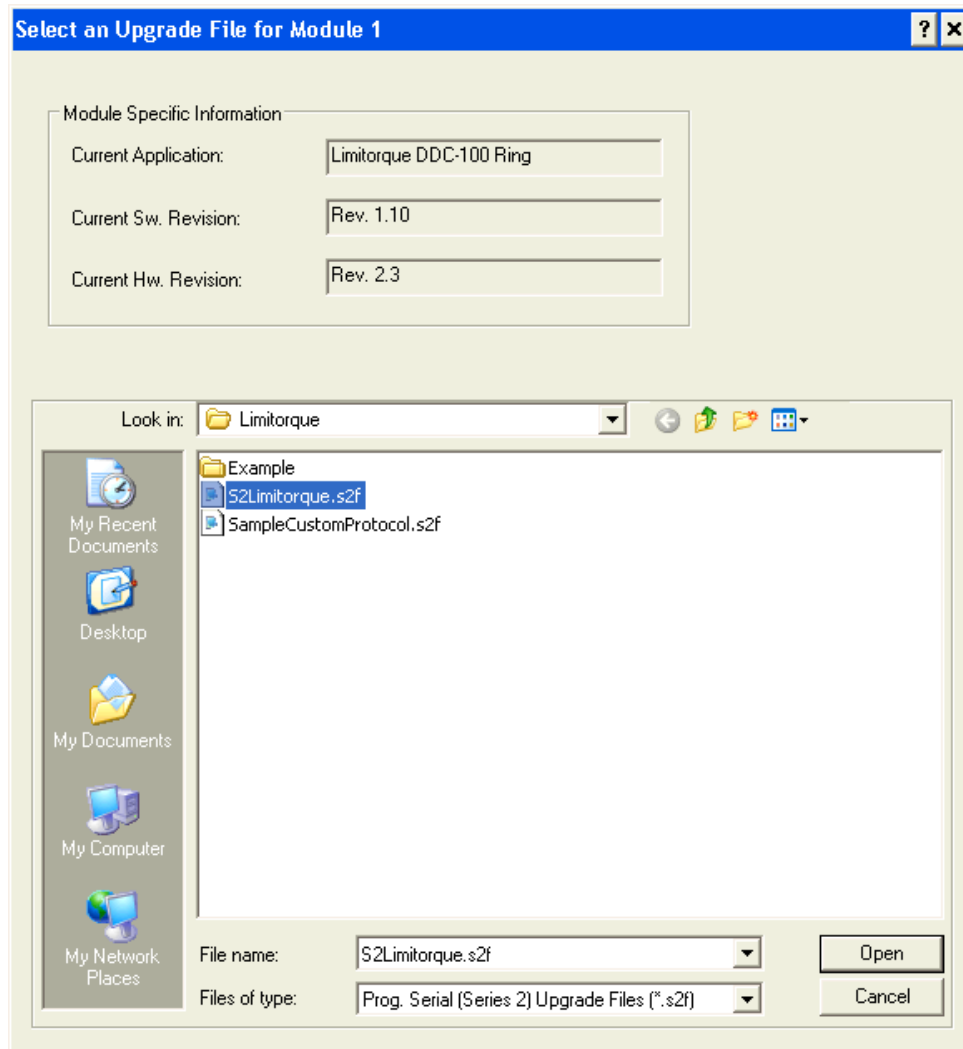 Select an Upgrade File for Module 1
Module Specific Information
Current Application: Limitorque DDC-100 Ring
Current Sw. Revision: Rev. 1.10
Current Hw. Revision: Rev. 2.3
Look in: Limitorque
My Recent
Documents
Desktop
My Documents
My Computer
My Network
Places
Example
S2Limitorque.s2f
SampleCustomProtocol.s2f
File name: S2Limitorque.s2f Open
Files of type: Prog. Serial (Series 2) Upgrade Files (*.s2f) Cancel